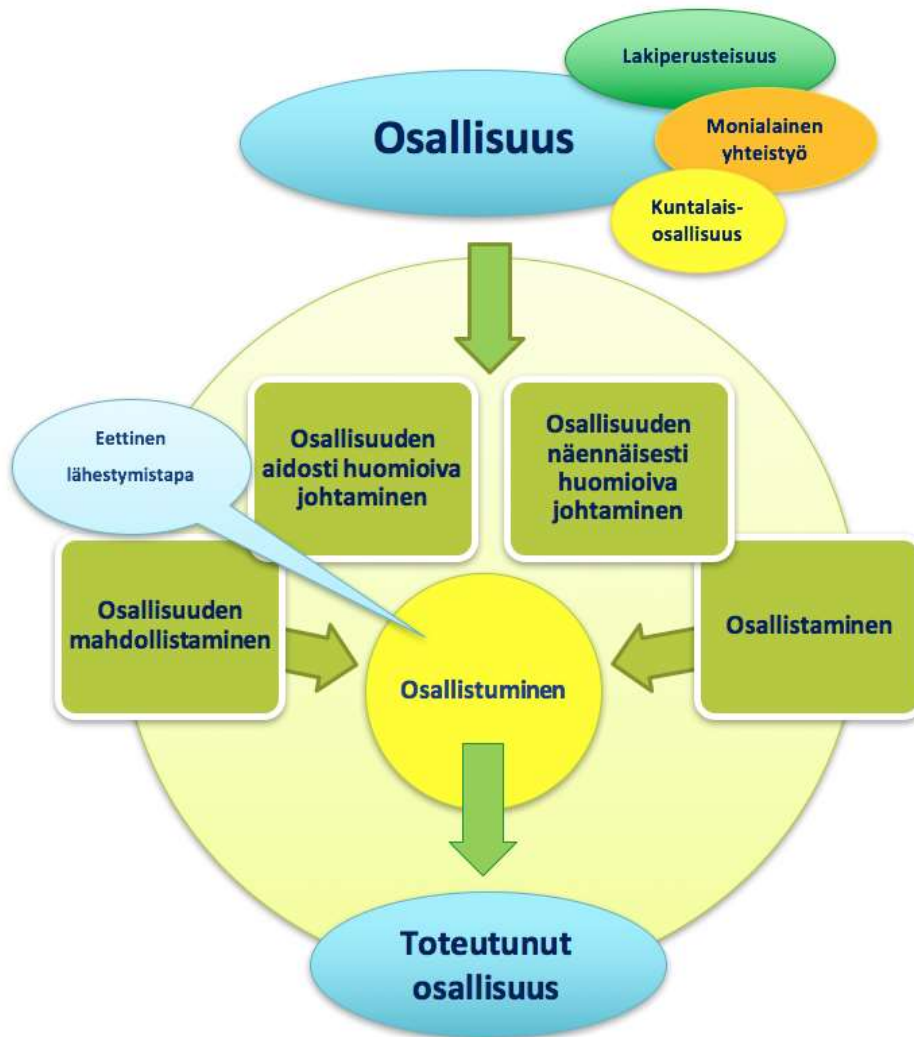 Lakiperusteisuus
Osallisuus
Monialainen
yhteistyö
Kuntalais-
osallisuus
Eettinen
lähestymistapa
Osallisuuden
aidosti huomioiva
johtaminen
Osallisuuden
näennäisesti
huomioiva
johtaminen
Osallisuuden
mahdollistaminen
Osallistuminen
Osallistaminen
Toteutunut
osallisuus